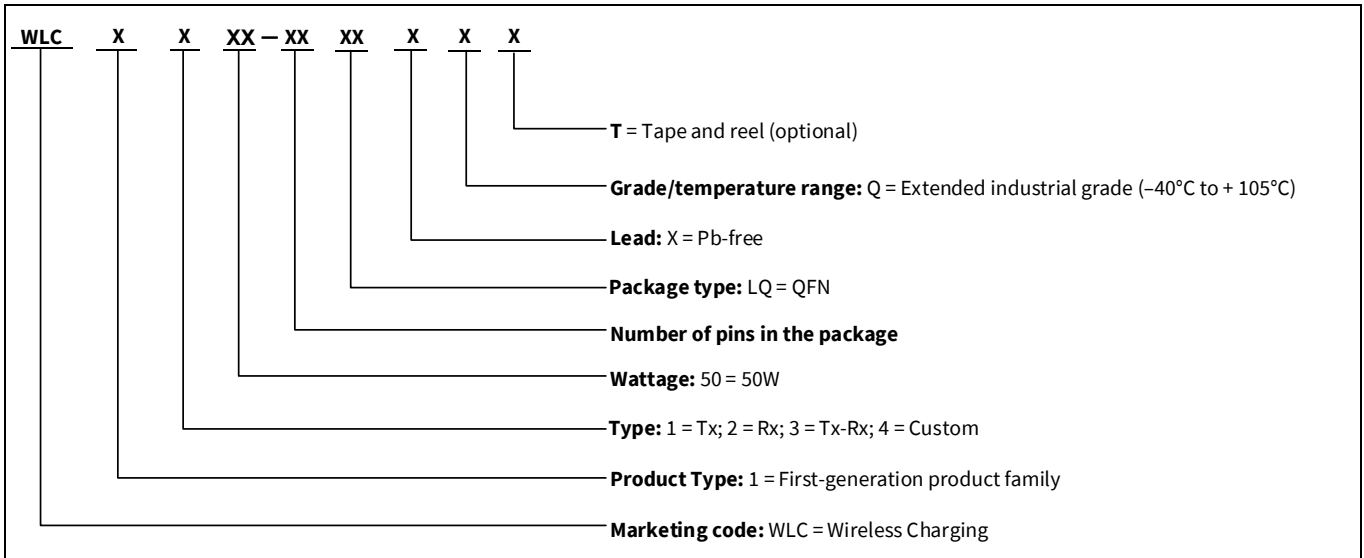 WLC X X XX – XX XX X X X
T = Tape and reel (optional)
Grade/temperature range: Q = Extended industrial grade (–40°C to + 105°C)
Lead: X = Pb-free
Package type: LQ = QFN
Number of pins in the package
Wattage: 50 = 50W
Type: 1 = Tx; 2 = Rx; 3 = Tx-Rx; 4 = Custom
Product Type: 1 = First-generation product family
Marketing code: WLC = Wireless Charging